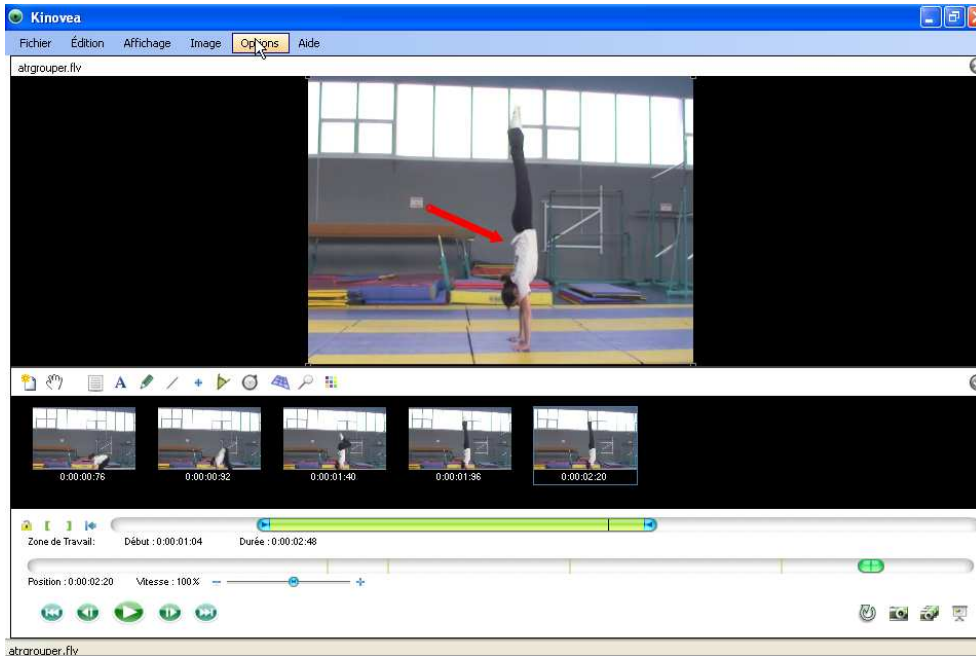 Kinovea
Fichier Édition Affichage Image Options Aide
atrgrouper.flv
A
0:00:00:76 0:00:00:92 0:00:01:40 0:00:01:96 0:00:02:20
Zone de Travail: Début : 0:00:01:04 Durée : 0:00:02:48
Position : 0:00:02:20 Vitesse : 100% 
atrgrouper.flv